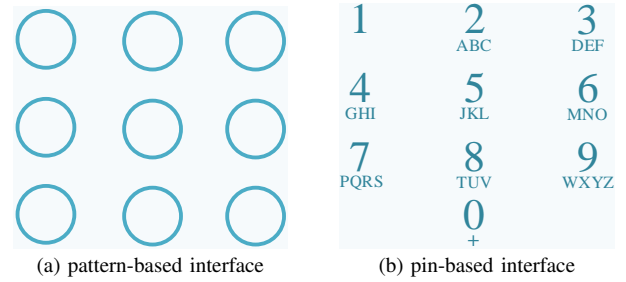 1 2 3
ABC DEF
4 5 6
GHI JKL MNO
7 8 9
PQRS TUV WXYZ
0
+
(a) pattern-based interface (b) pin-based interface